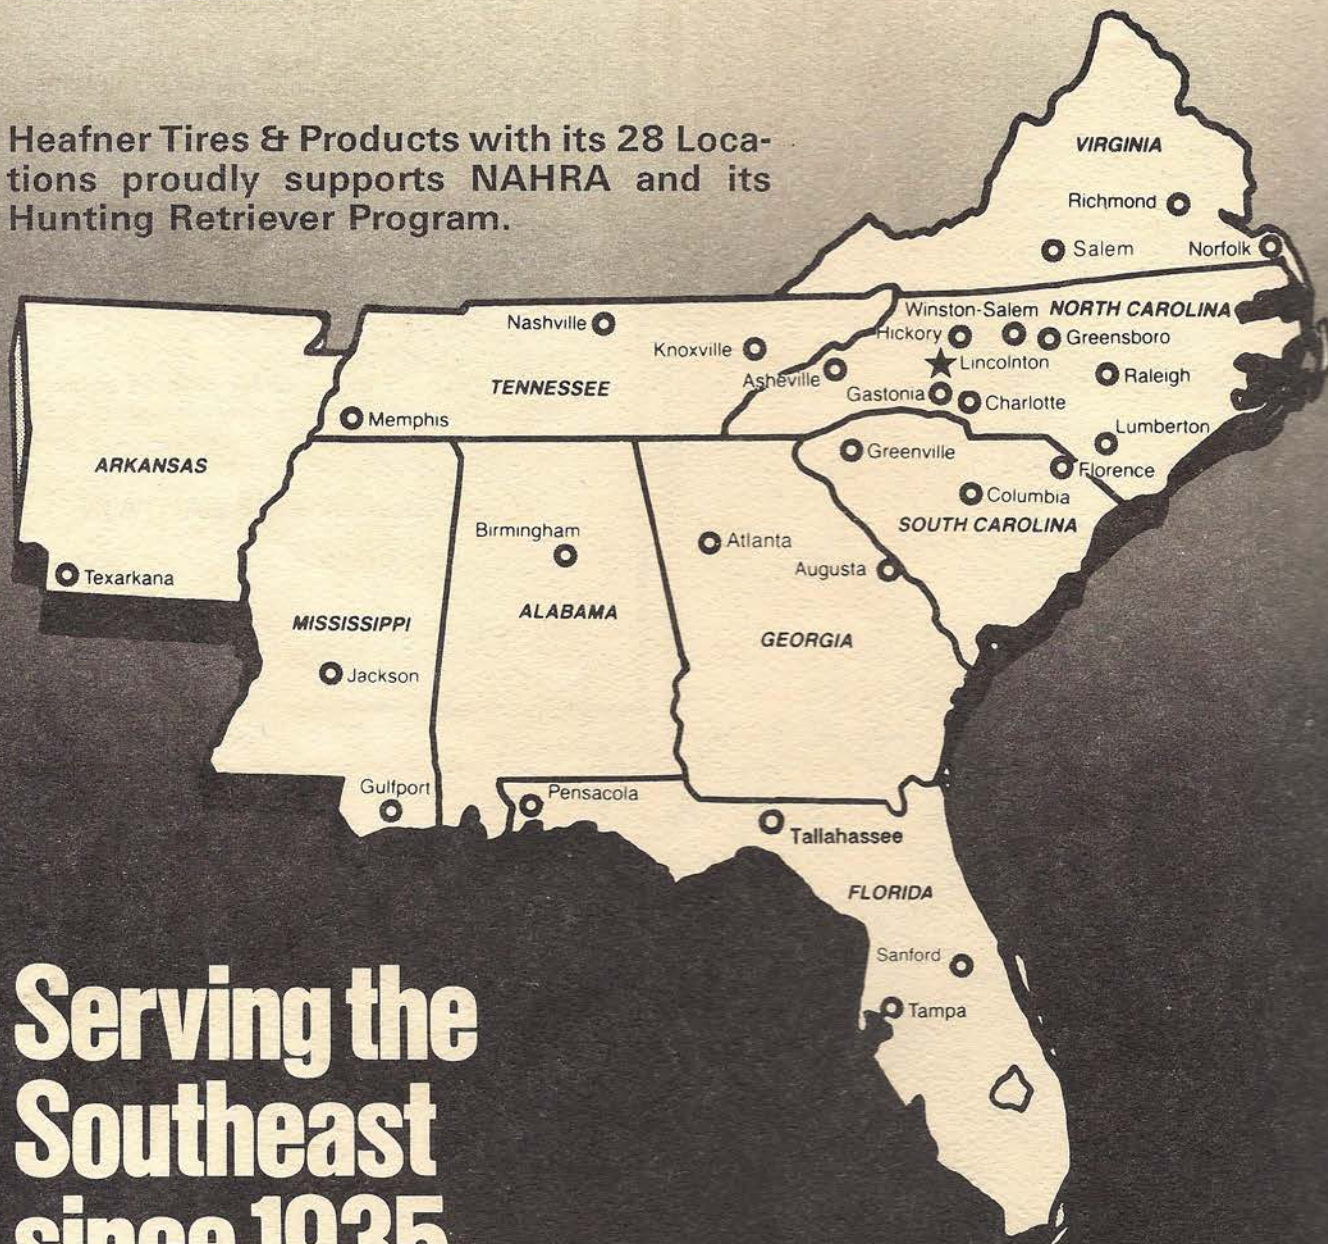 Heafner Tires & Products with its 28 Loca-
tions proudly supports NAHRA and its
Hunting Retriever Program.
VIRGINIA
Richmond
Salem
Norfolk
Winston-Salem
NORTH CAROLINA
Nashville
Hickory
Greensboro
Knoxville
Lincolnton
Asheville
Raleigh
TENNESSEE
Gastonia
Charlotte
Memphis
Lumberton
ARKANSAS
Greenville
Florence
Columbia
SOUTH CAROLINA
Birmingham
Atlanta
Augusta
Texarkana
MISSISSIPPI
ALABAMA
GEORGIA
Jackson
Gulfport
Pensacola
Tallahassee
FLORIDA
Sanford
Tampa
Serving the
Southeast
since 1935